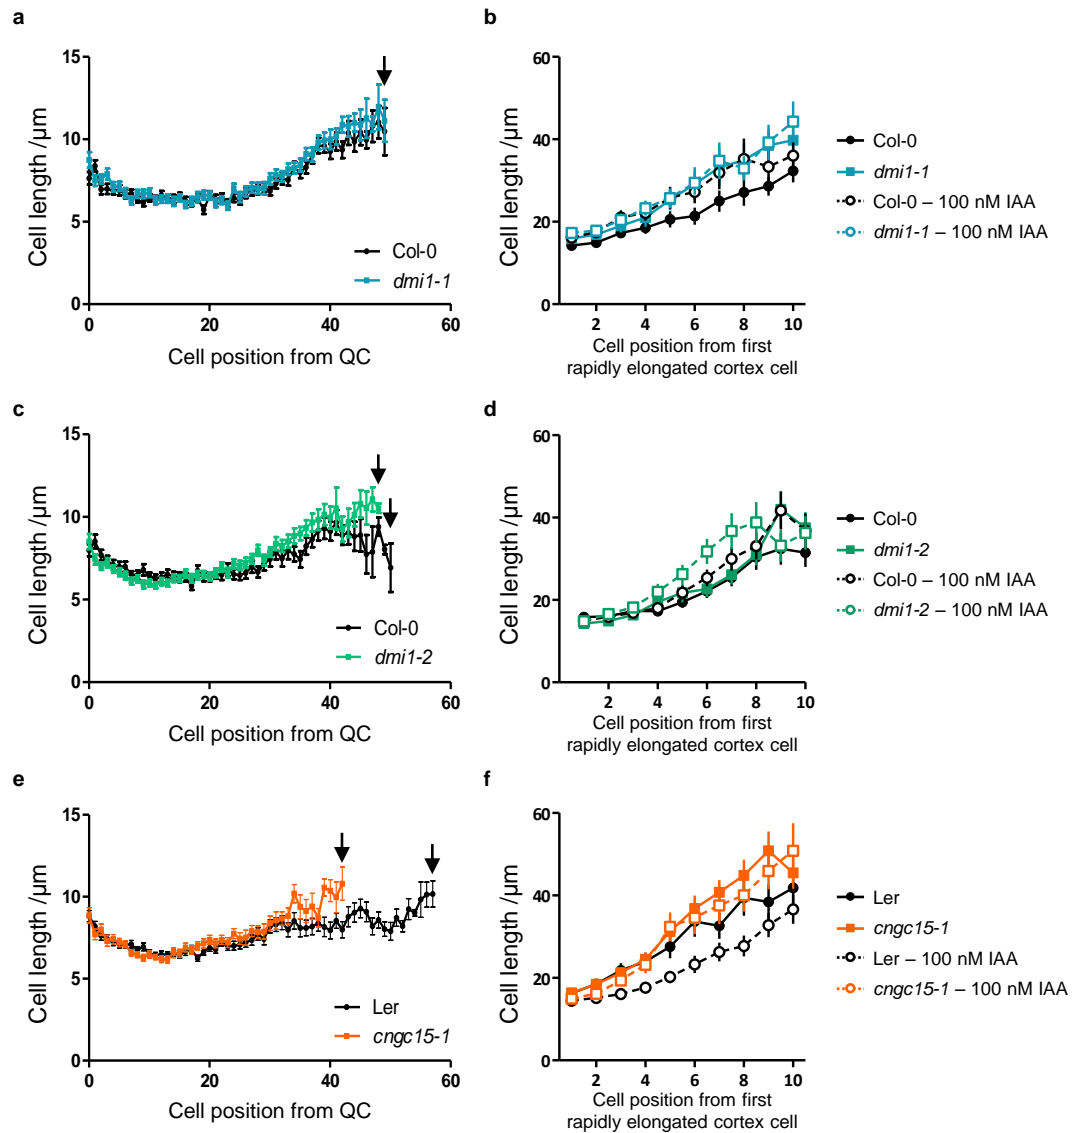 a
15
10
5
0
Cell length /µm
0
20
40
60
Cell position from QC
Col-0
dmi1-1
b
60
40
20
0
Cell length /µm
2
4
6
8
10
Cell position from first
rapidly elongated cortex cell
Col-0
dmi1-1
Col-0 – 100 nM IAA
dmi1-1 – 100 nM IAA
c
15
10
5
0
Cell length /µm
0
20
40
60
Cell position from QC
Col-0
dmi1-2
d
60
40
20
0
Cell length /µm
2
4
6
8
10
Cell position from first
rapidly elongated cortex cell
Col-0
dmi1-2
Col-0 – 100 nM IAA
dmi1-2 – 100 nM IAA
e
15
10
5
0
Cell length /µm
0
20
40
60
Cell position from QC
Ler
cngc15-1
f
60
40
20
0
Cell length /µm
2
4
6
8
10
Cell position from first
rapidly elongated cortex cell
Ler
cngc15-1
Ler – 100 nM IAA
cngc15-1 – 100 nM IAA